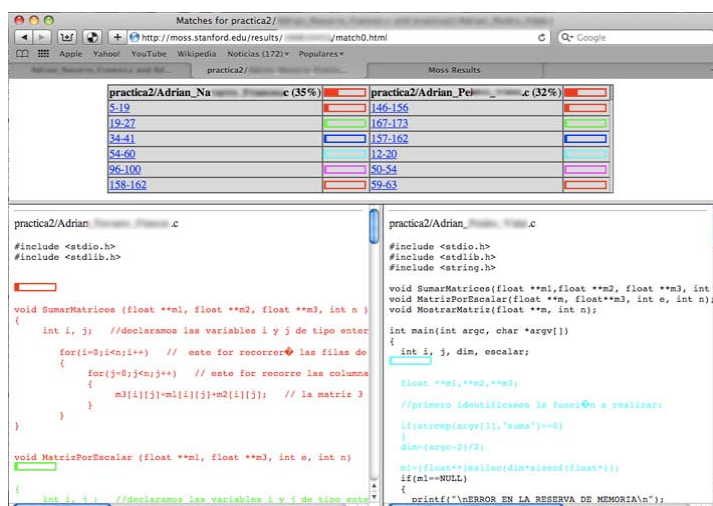 Matches for practica2/
http://moss.stanford.edu/results/ /match0.html
Google
Apple Yahoo! YouTube Wikipedia Noticias (172) Populares
practica2/
Moss Results
practica2/Adrian_Na c (35%) practica2/Adrian_Pe _ .c (32%)
5-19 146-156
19-27 167-173
34-41 157-162
54-60 12-20
96-100 50-54
158-162 59-63
practica2/Adrian .c
#include <stdio.h>
#include <stdlib.h>
void SumarMatrices (float **m1, float **m2, float **m3, int n )
{
int i, j; //declaramos las variables i y j de tipo enter
for(i=0;i<n;i++) // este for recorrer� las filas de
{
for(j=0;j<n;j++) // este for recorre las columna
{
m3[i][j]=m1[i][j]+m2[i][j]; // la matriz 3
}
}
}
void MatrizPorEscalar (float **m1, float **m3, int e, int n)
{
int i, j ; //declaramos las variables i y j de tipo ente
practica2/Adrian_ .c
#include <stdio.h>
#include <stdlib.h>
#include <string.h>
void SumarMatrices(float **m1,float **m2, float **m3, int
void MatrizPorEscalar(float **m, float**m3, int e, int n);
void MostrarMatriz(float **m, int n);
int main(int argc, char *argv[])
{
int i, j, dim, escalar;
float **m1,**m2,**m3;
//primero identificamos la funci�n a realizar:
if(strcmp(argv[1],"suma")==0)
{
dim=(argc-2)/2;
m1=(float**)malloc(dim*sizeof(float*));
if(m1==NULL)
{
printf("\nERROR EN LA RESERVA DE MEMORIA\n");